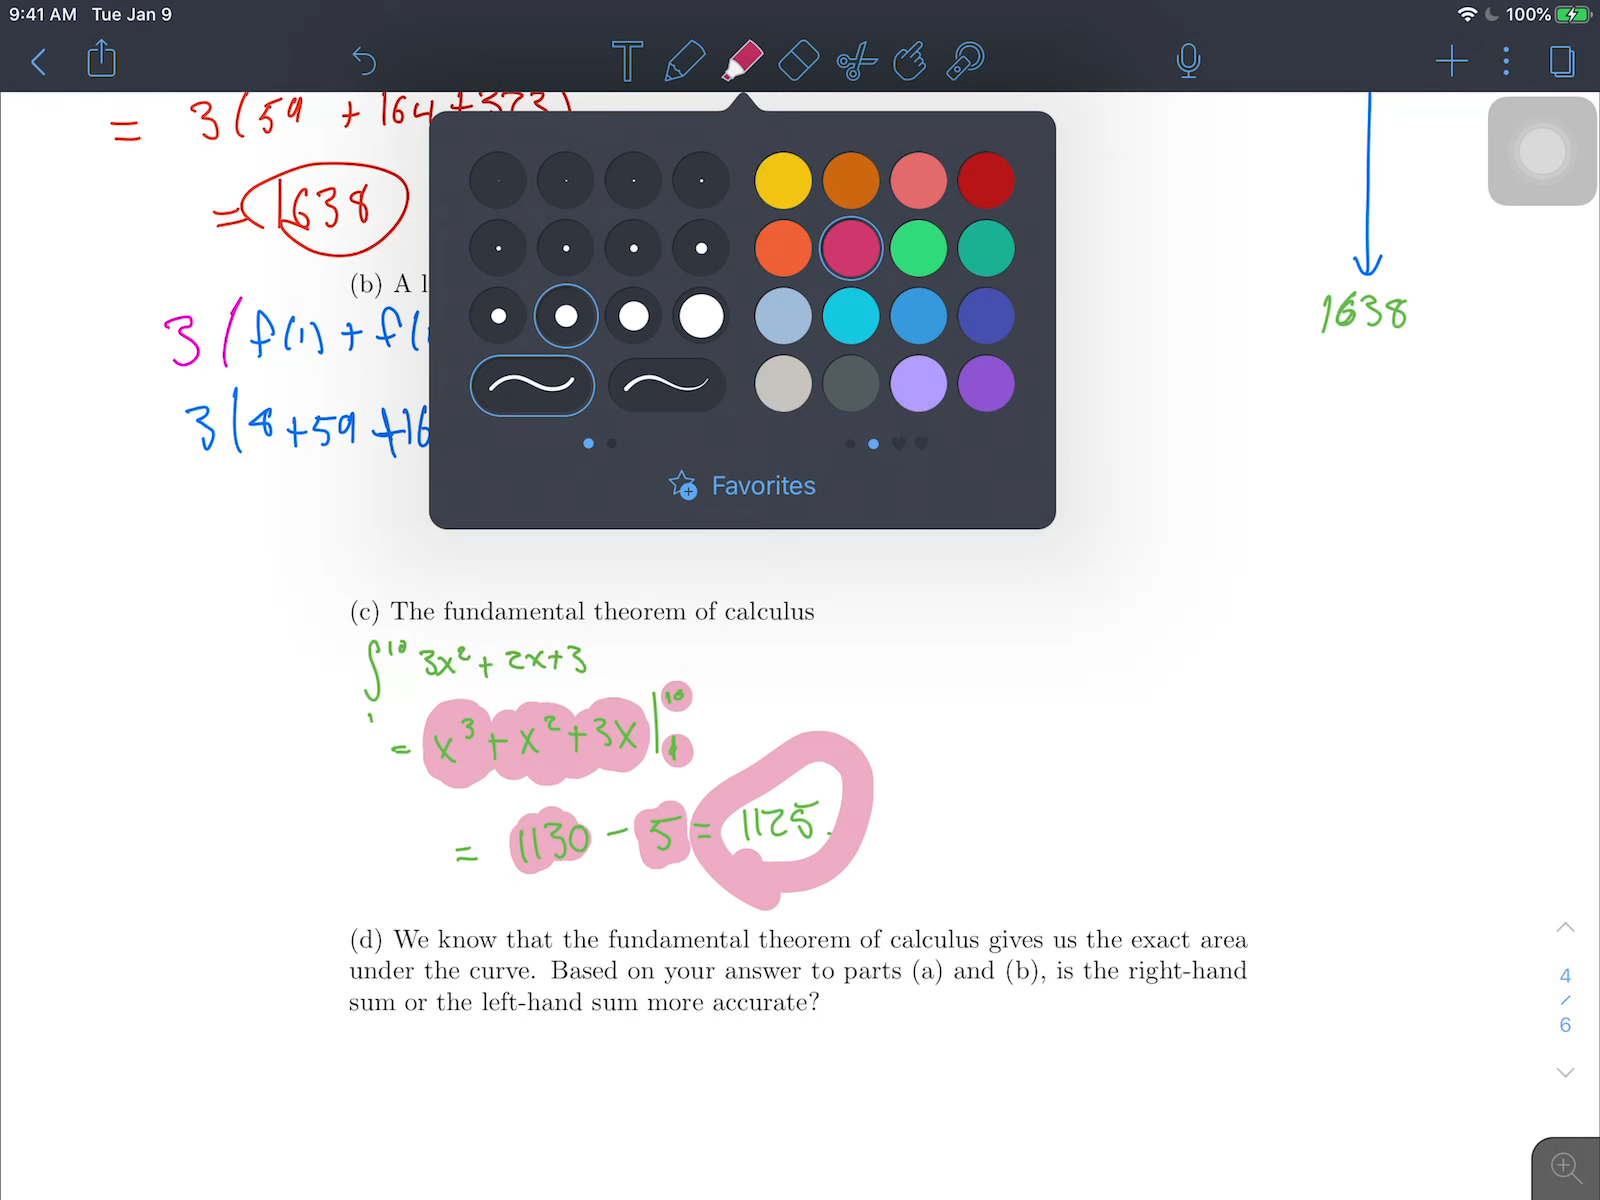 9:41 AM Tue Jan 9 100%
= 3(59 + 164 + 323)
= 1638
(b) A l
3(f(1) + f(
3(8+59+16
1638
Favorites
(c) The fundamental theorem of calculus
∫₁¹⁰ 3x² + 2x+3
= x³ + x² + 3x |₁¹⁰
= 1130 - 5 = 1125.
(d) We know that the fundamental theorem of calculus gives us the exact area
under the curve. Based on your answer to parts (a) and (b), is the right-hand
sum or the left-hand sum more accurate?
4
/
6